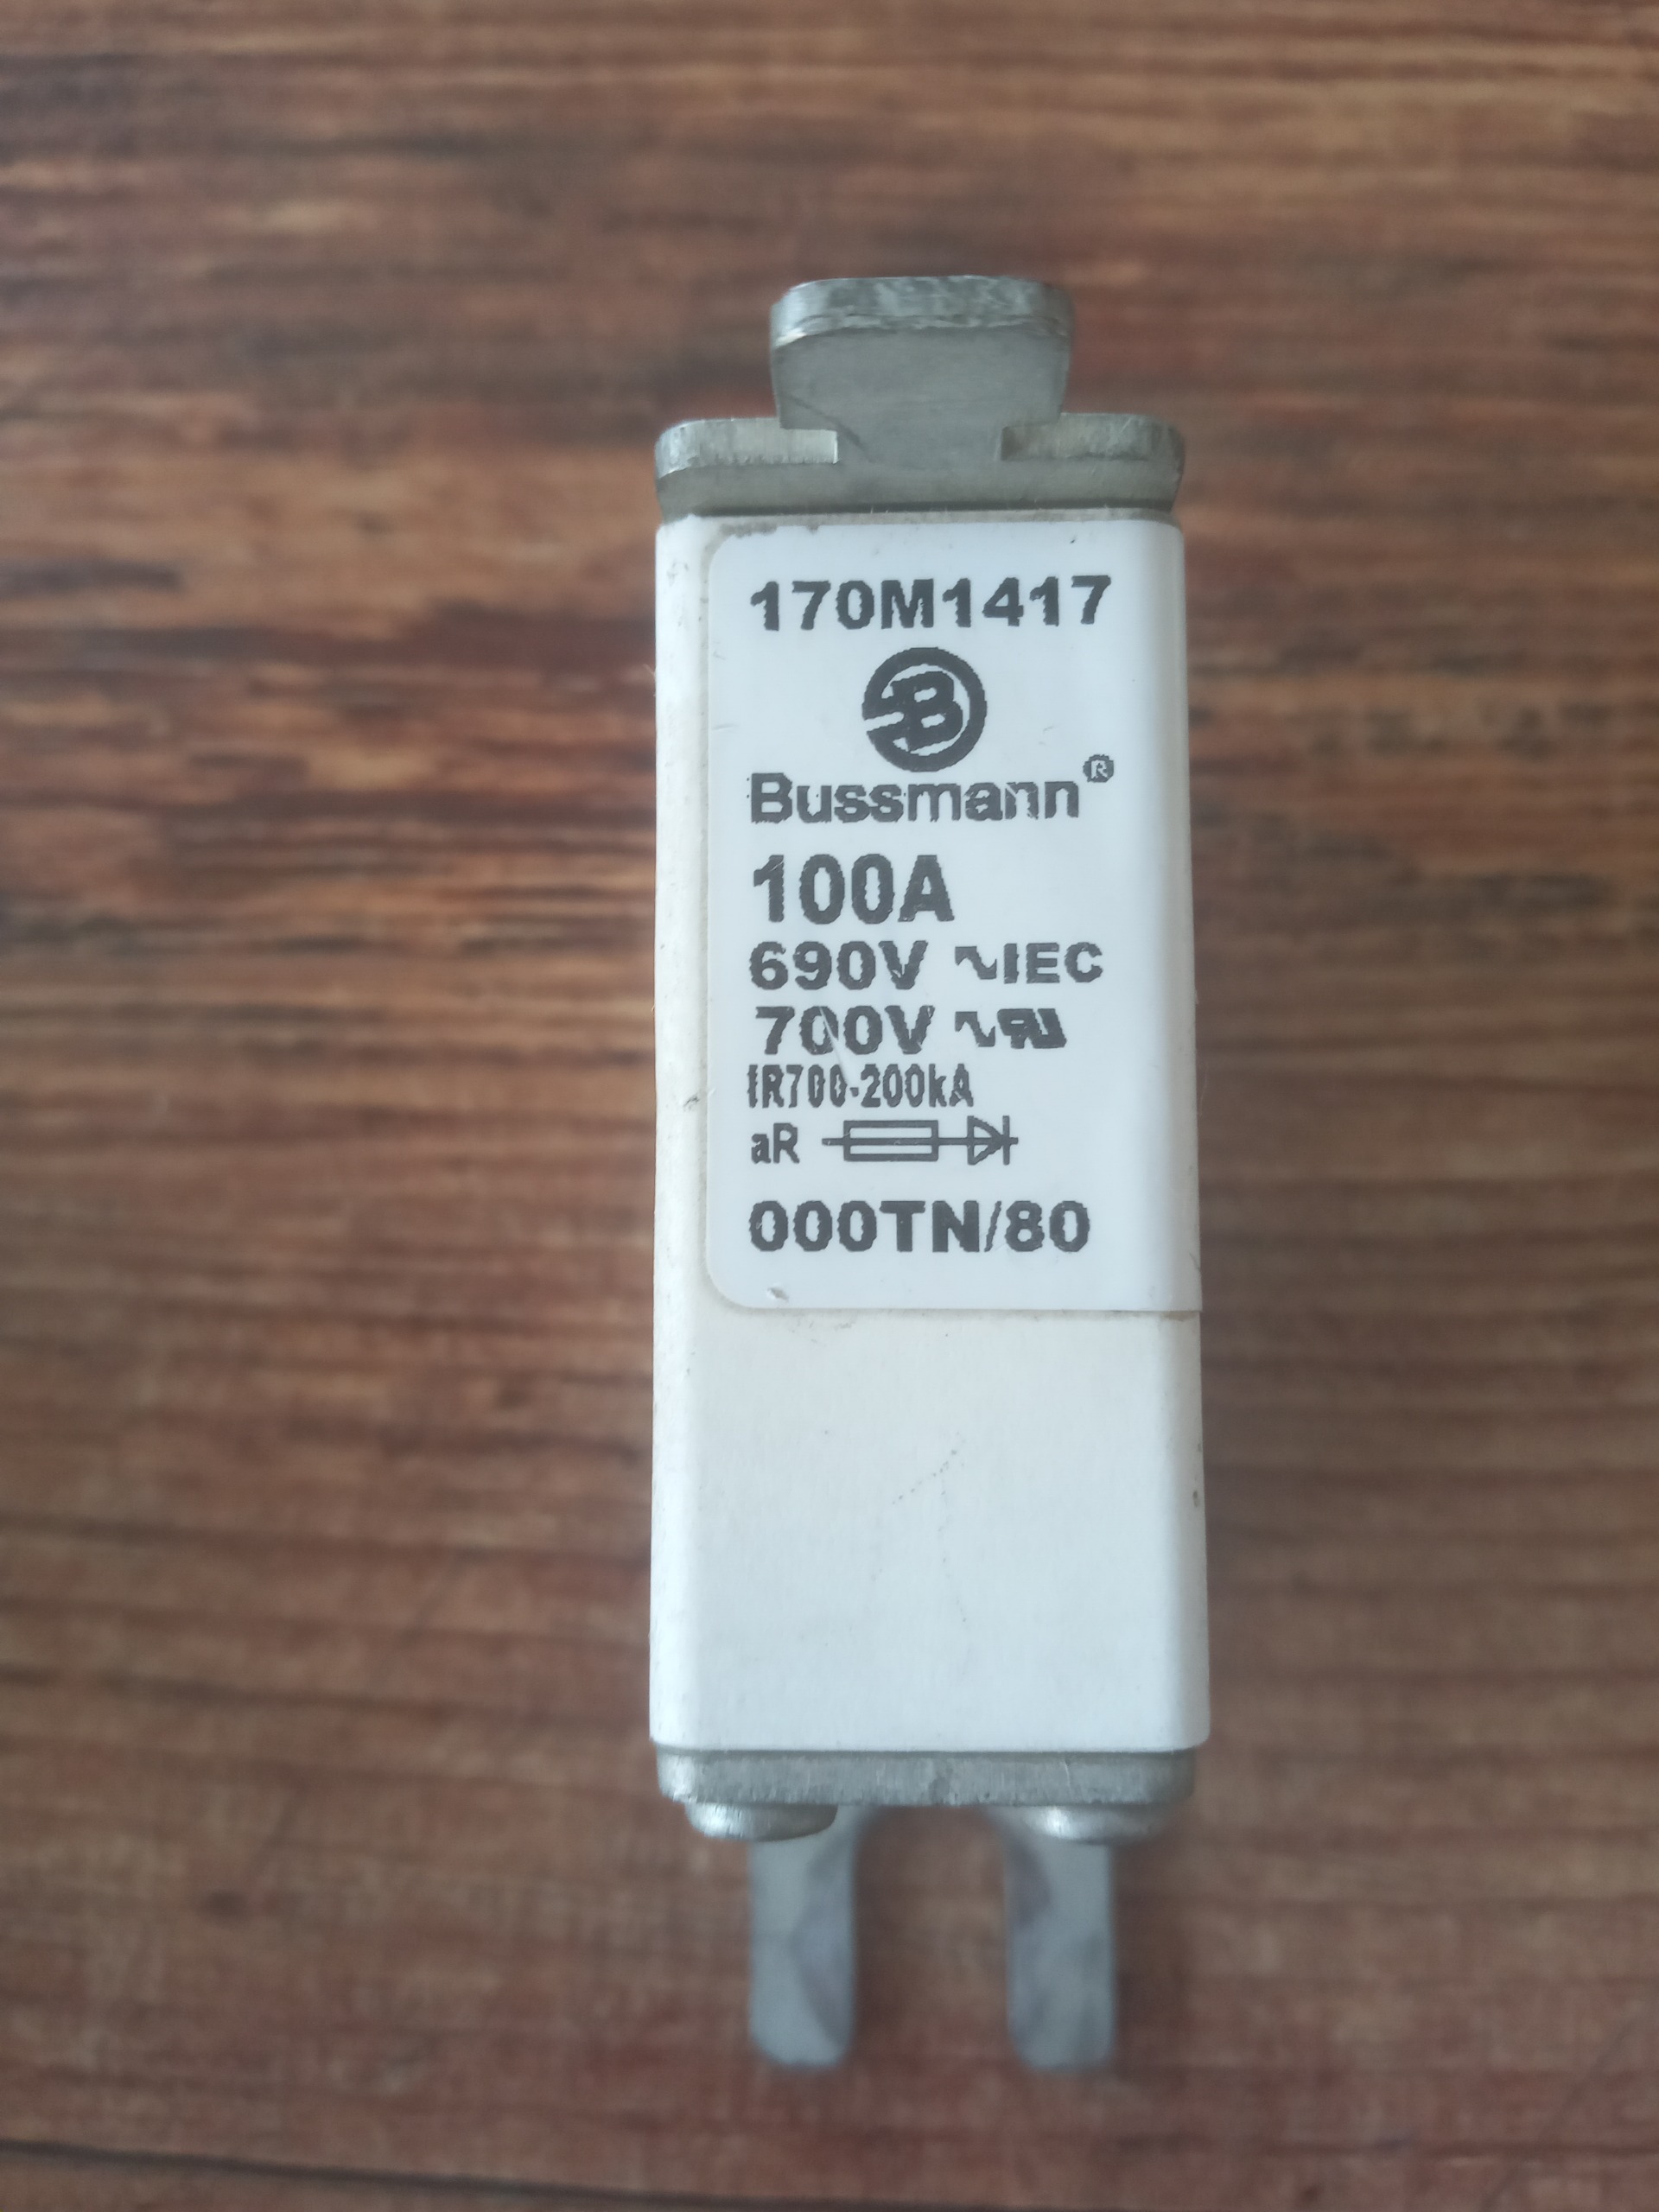 170M1417
B
Bussmann®
100A
690V ∿ IEC
700V ∿
IR700-200kA
aR
000TN/80